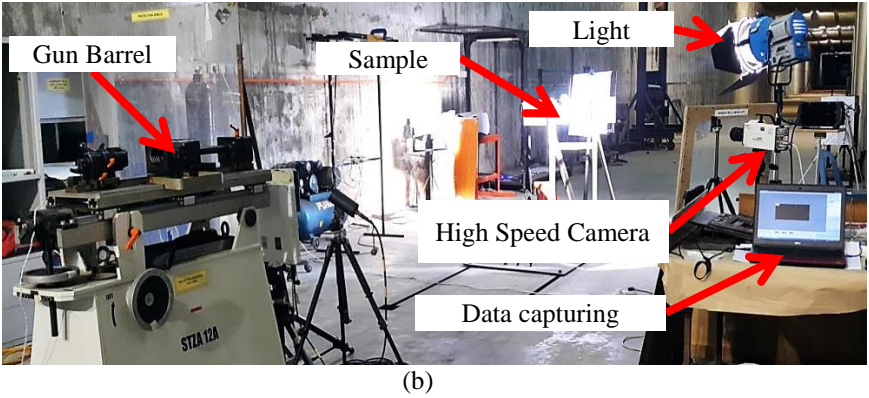 Light
Gun Barrel
Sample
High Speed Camera
Data capturing
STZA 12A
(b)